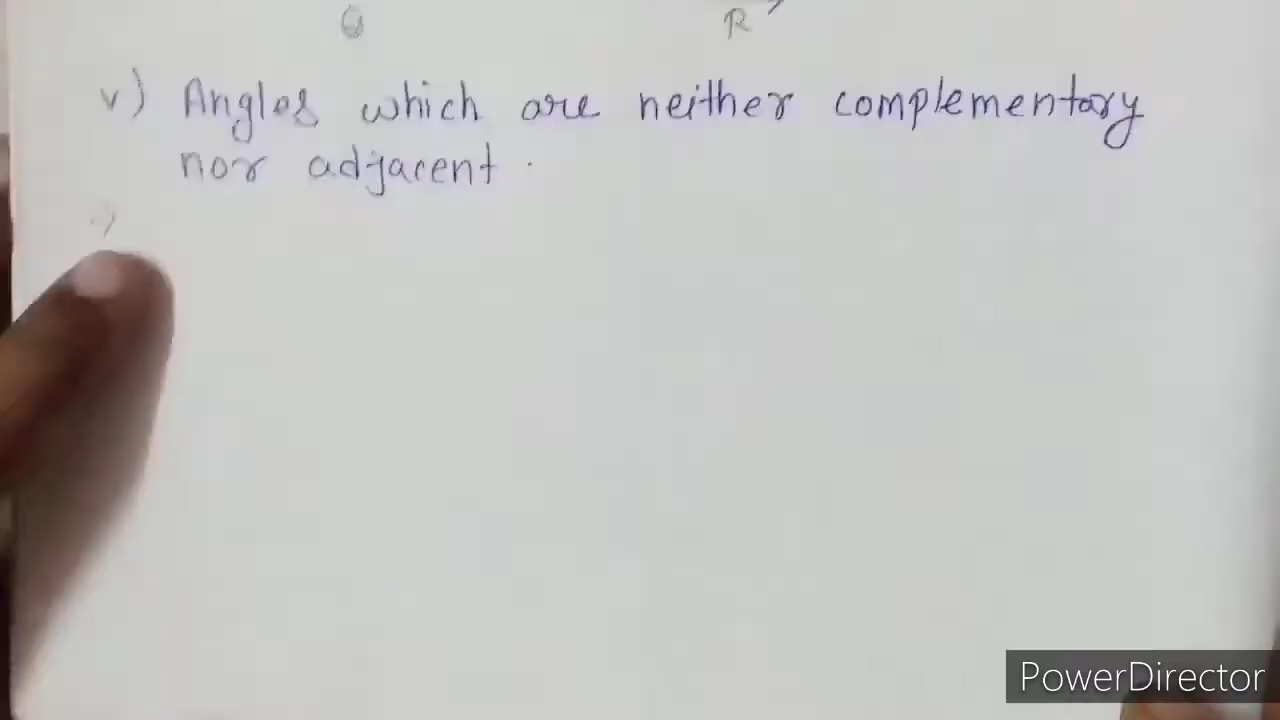 Q R
v) Angles which are neither complementary
nor adjacent.
⇒
PowerDirector